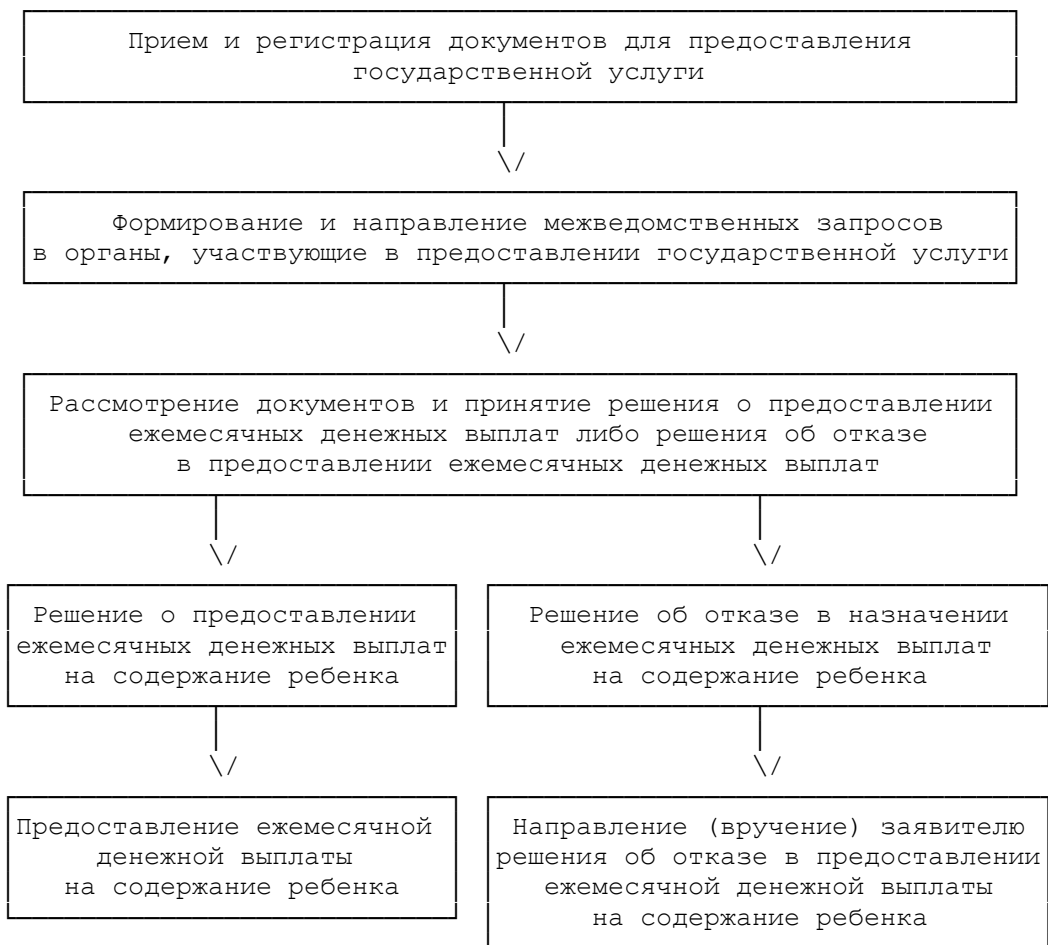 Прием и регистрация документов для предоставления
государственной услуги
Формирование и направление межведомственных запросов
в органы, участвующие в предоставлении государственной услуги
Рассмотрение документов и принятие решения о предоставлении
ежемесячных денежных выплат либо решения об отказе
в предоставлении ежемесячных денежных выплат
Решение о предоставлении
ежемесячных денежных выплат
на содержание ребенка
Решение об отказе в назначении
ежемесячных денежных выплат
на содержание ребенка
Предоставление ежемесячной
денежной выплаты
на содержание ребенка
Направление (вручение) заявителю
решения об отказе в предоставлении
ежемесячной денежной выплаты
на содержание ребенка